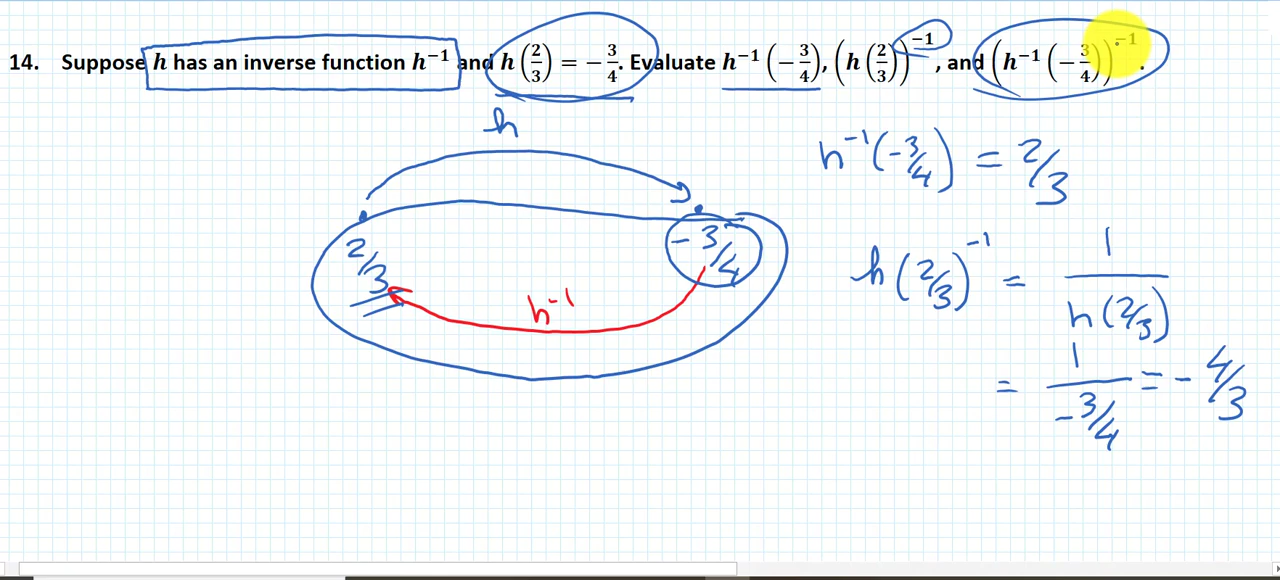 14. Suppose h has an inverse function h⁻¹ and h(2/3) = −3/4. Evaluate h⁻¹(−3/4), (h(2/3))⁻¹, and (h⁻¹(−3/4))⁻¹.
h
h⁻¹(−3/4) = 2/3
2/3
−3/4
h⁻¹
h(2/3)⁻¹ = 1/h(2/3)
= 1/−3/4 = −4/3